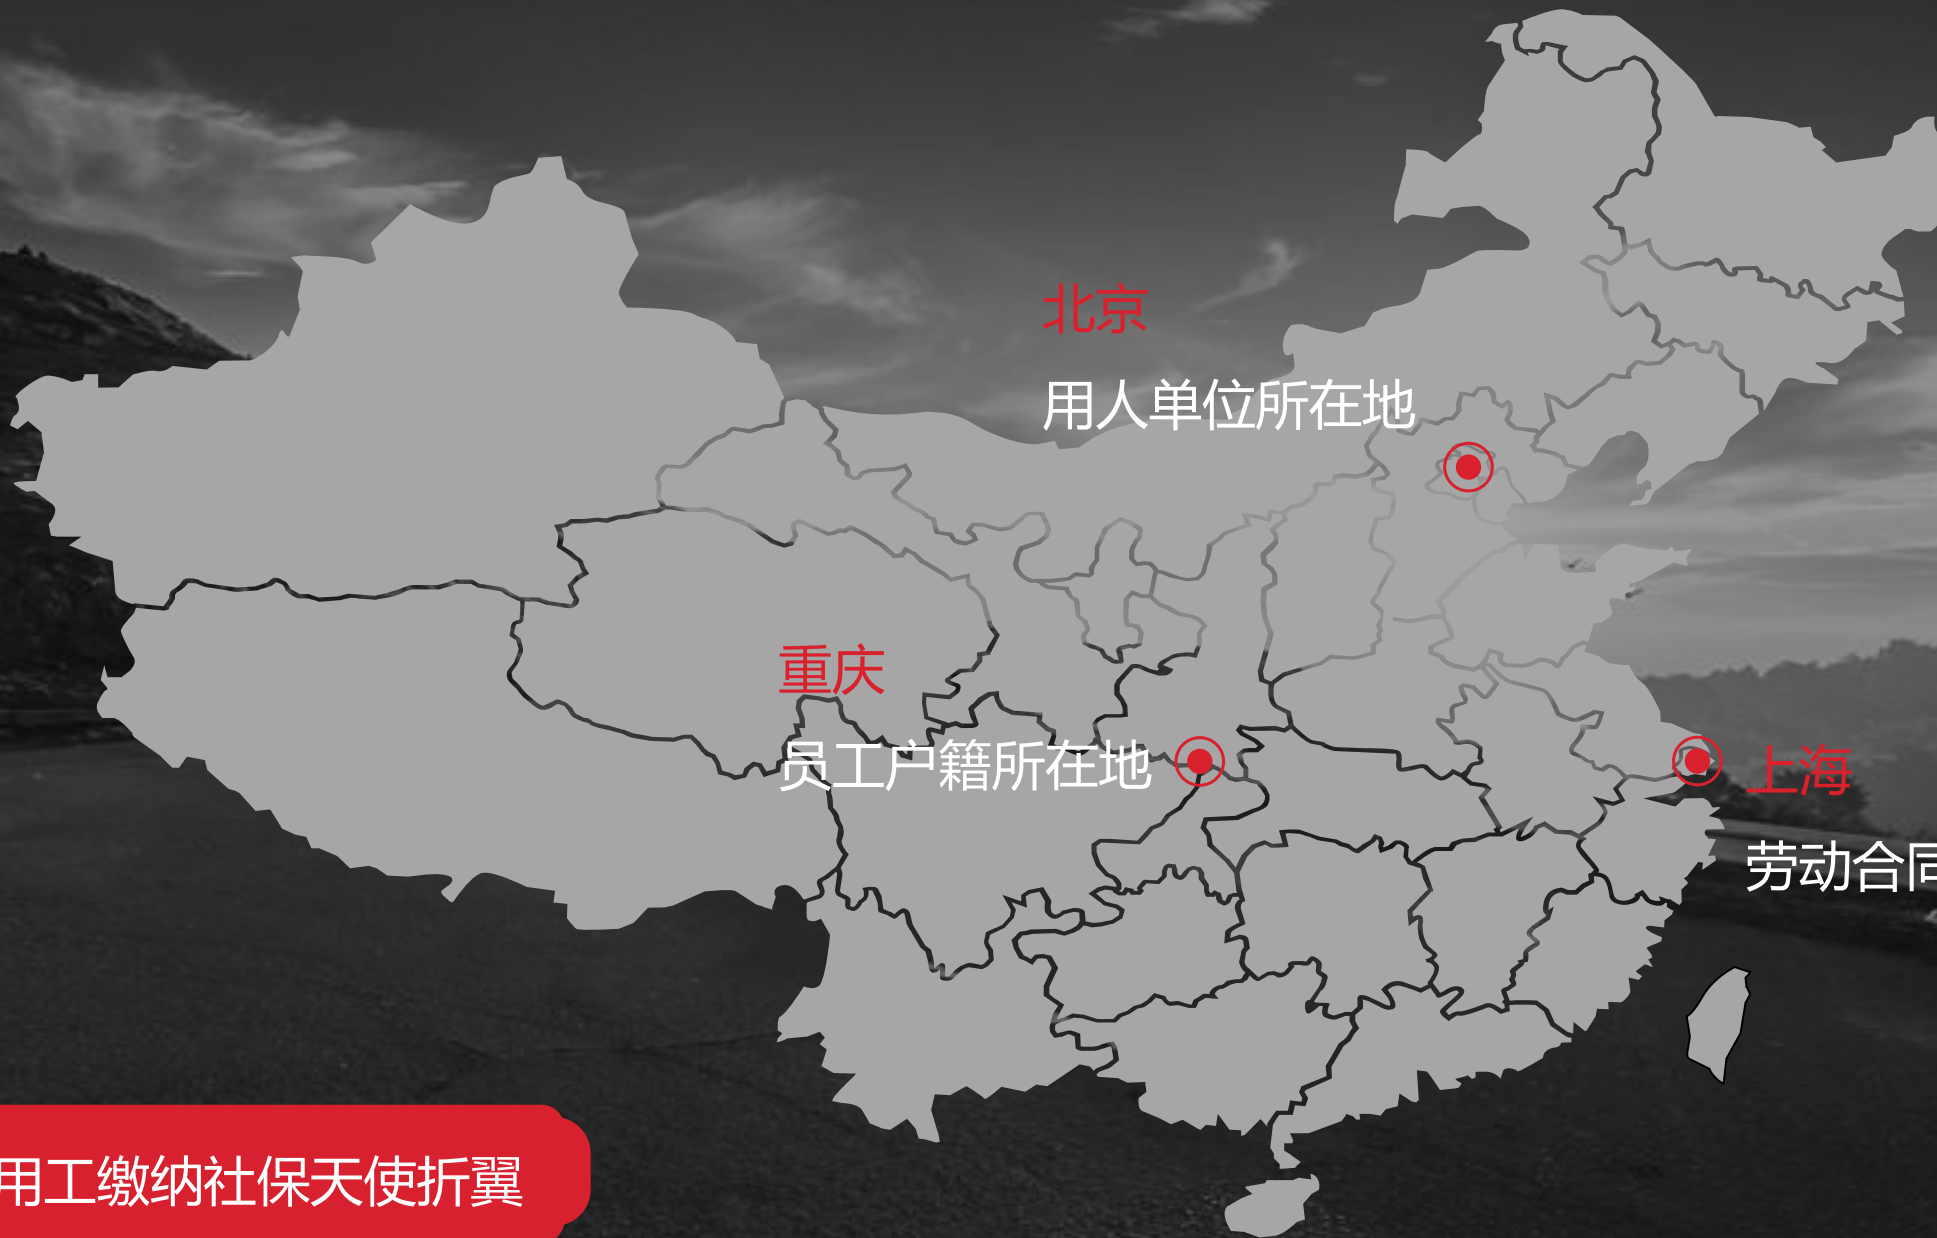 北京
用人单位所在地
重庆
员工户籍所在地
上海
劳动合同
用工缴纳社保天使折翼